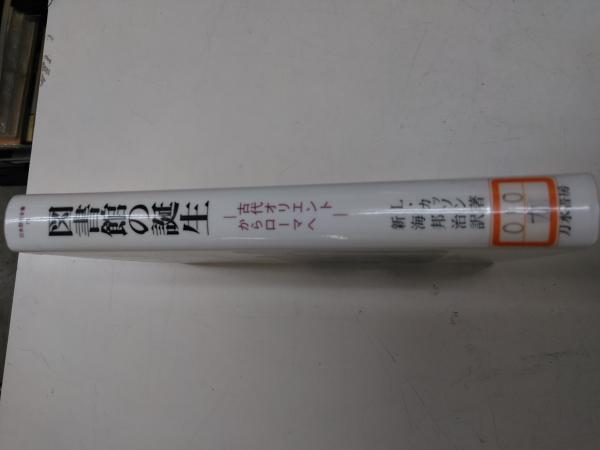 図書館の誕生
―古代オリエント
からローマへ―
L・カッソン著
新海邦治訳
010
カ
刀水書房